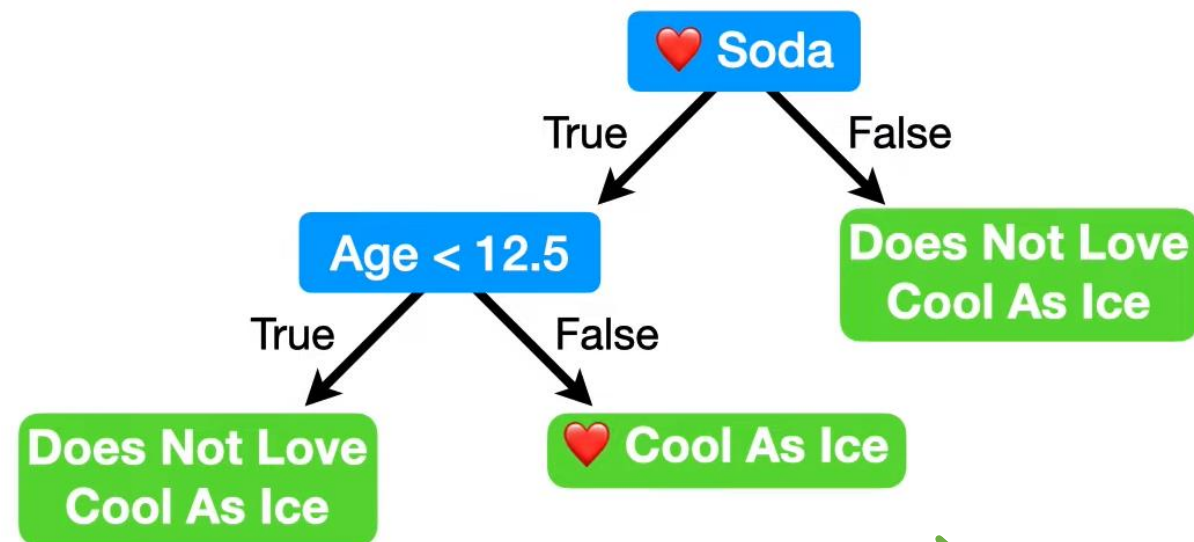 ❤️ Soda
True
False
Age < 12.5
Does Not Love
Cool As Ice
True
False
Does Not Love
Cool As Ice
❤️ Cool As Ice